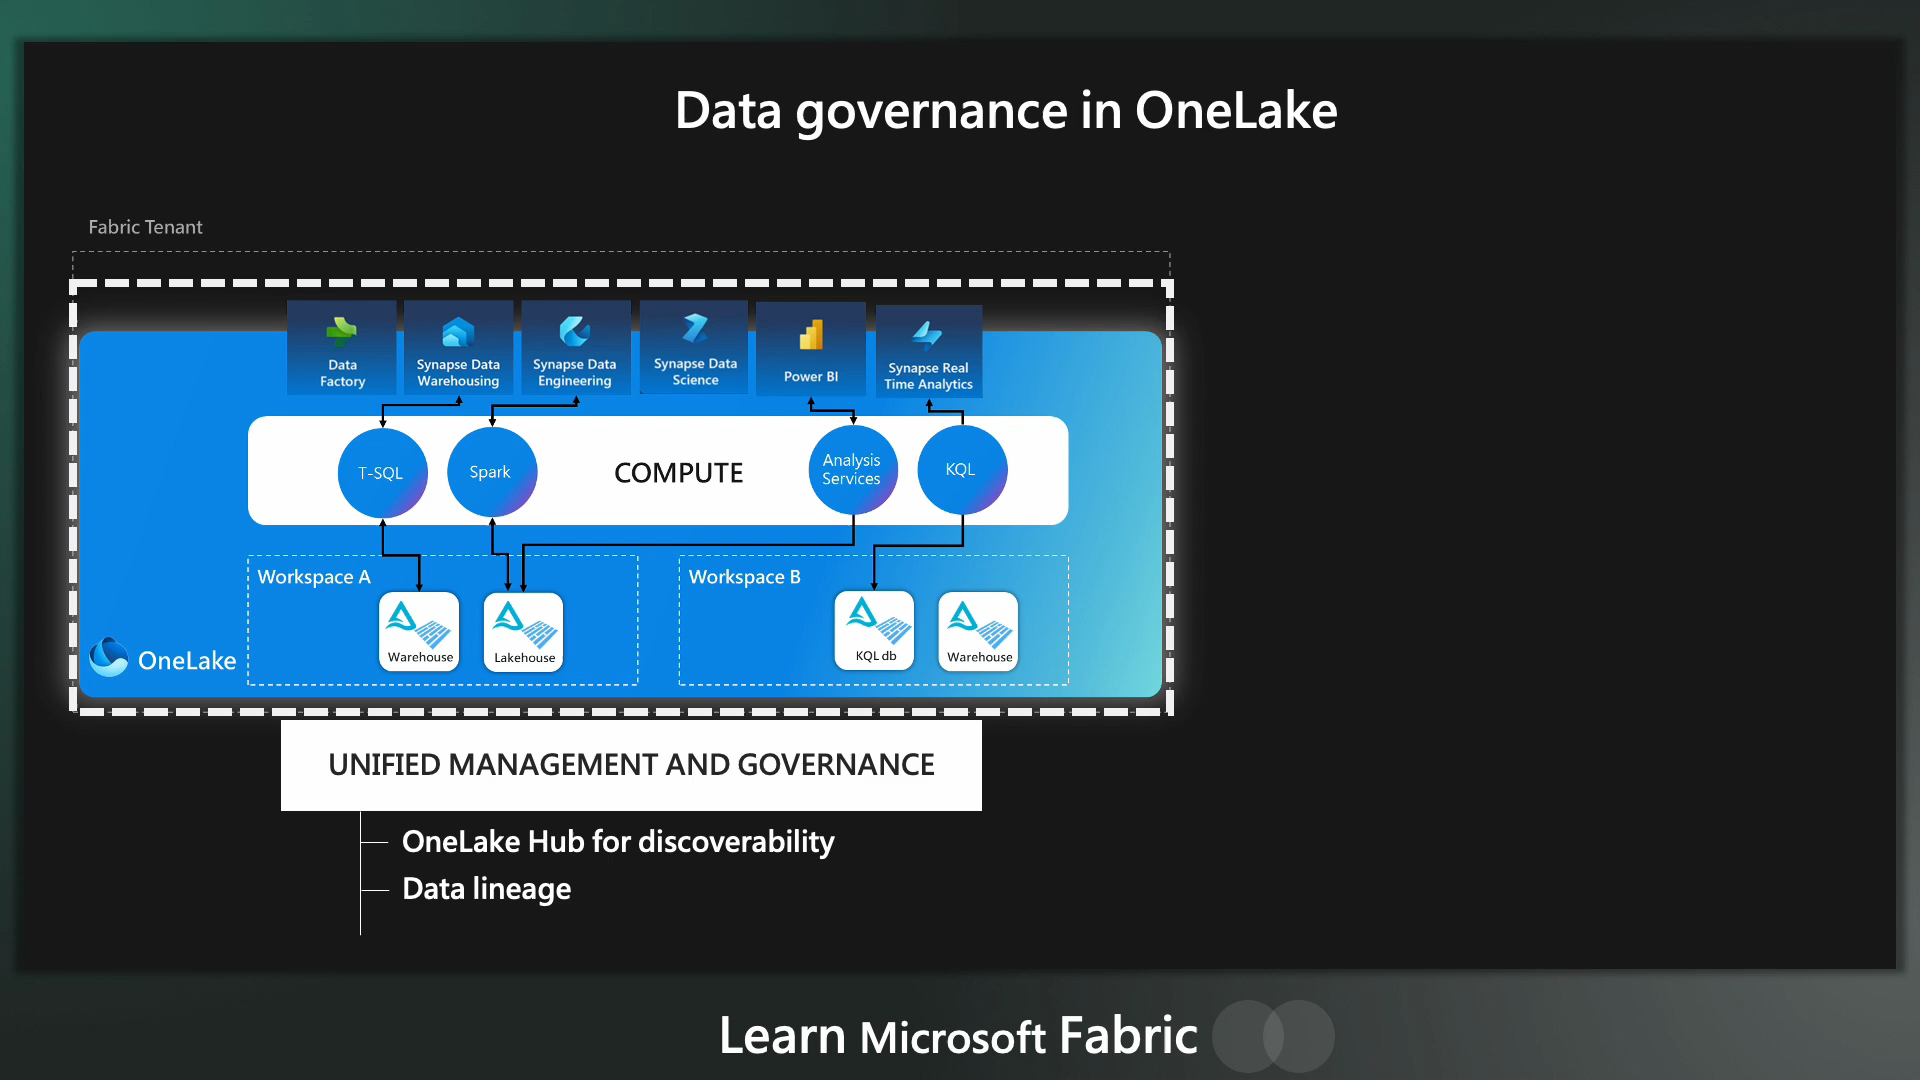 Data governance in OneLake
Fabric Tenant
Data
Factory
Synapse Data
Warehousing
Synapse Data
Engineering
Synapse Data
Science
Power BI
Synapse Real
Time Analytics
T-SQL
Spark
COMPUTE
Analysis
Services
KQL
Workspace A
Workspace B
Warehouse
Lakehouse
KQL db
Warehouse
OneLake
UNIFIED MANAGEMENT AND GOVERNANCE
OneLake Hub for discoverability
Data lineage
Learn Microsoft Fabric